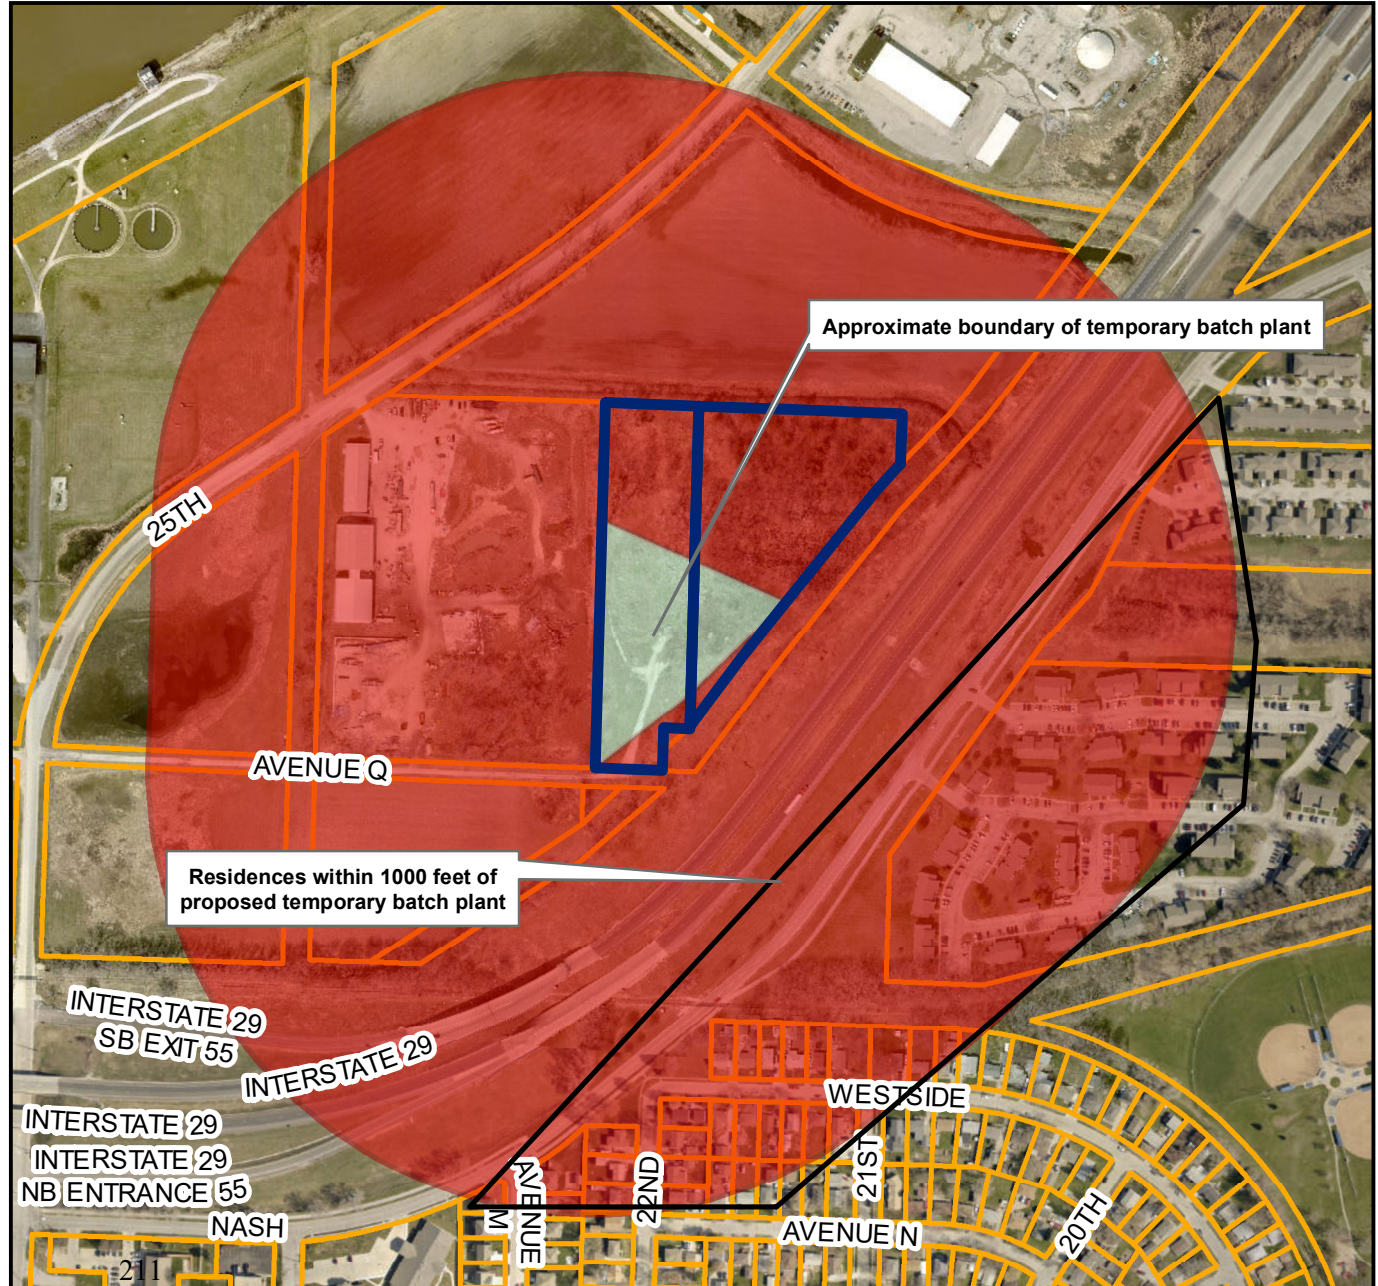 Approximate boundary of temporary batch plant
25TH
AVENUE Q
Residences within 1000 feet of
proposed temporary batch plant
INTERSTATE 29
SB EXIT 55
INTERSTATE 29
INTERSTATE 29
INTERSTATE 29
NB ENTRANCE 55
NASH
WESTSIDE
AVENUE
M
22ND
21ST
AVENUE N
20TH
211